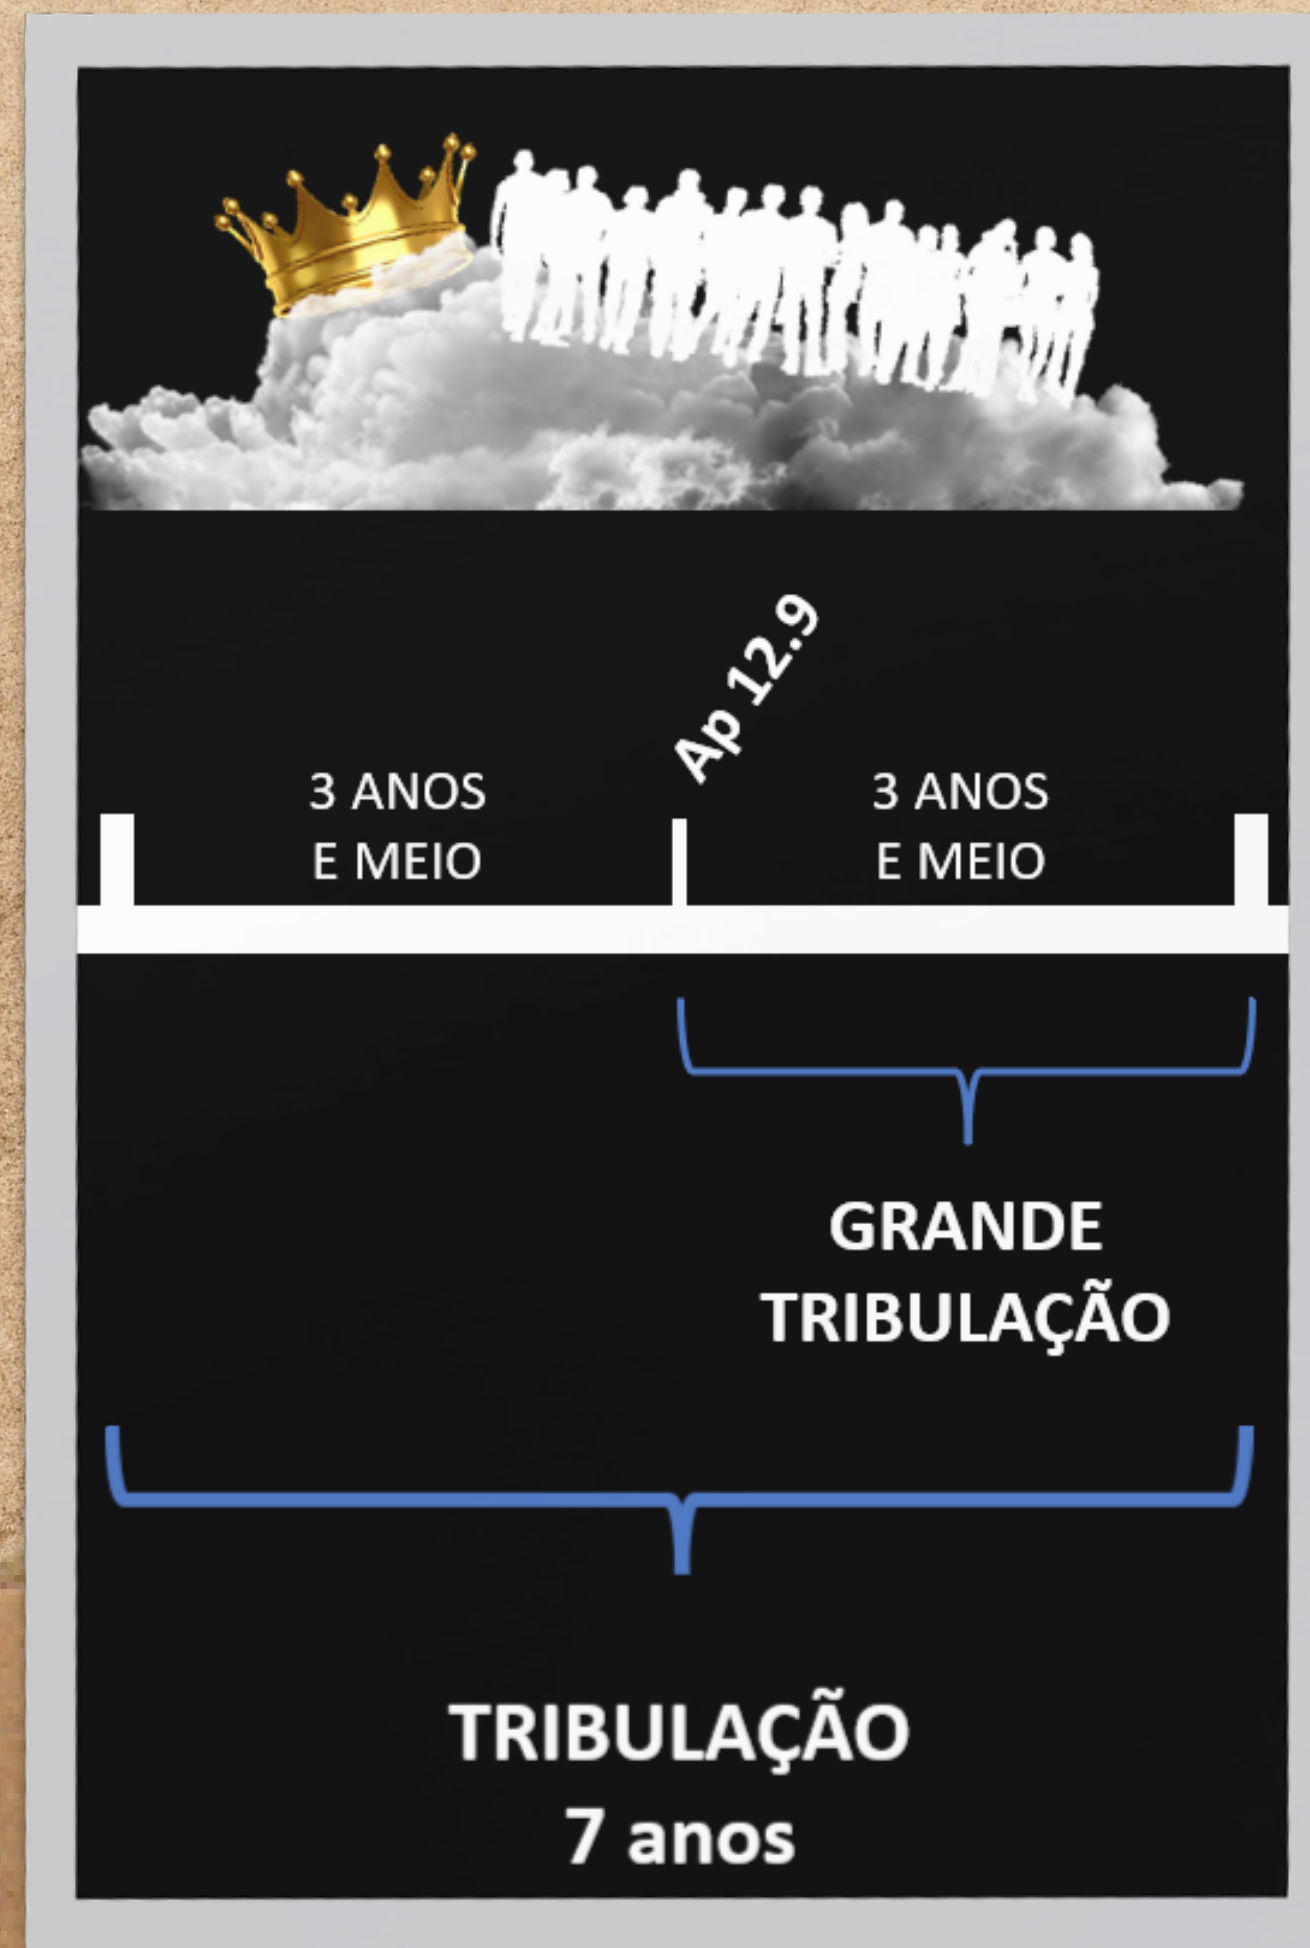 Ap 12.9
3 ANOS
E MEIO
3 ANOS
E MEIO
GRANDE
TRIBULAÇÃO
TRIBULAÇÃO
7 anos